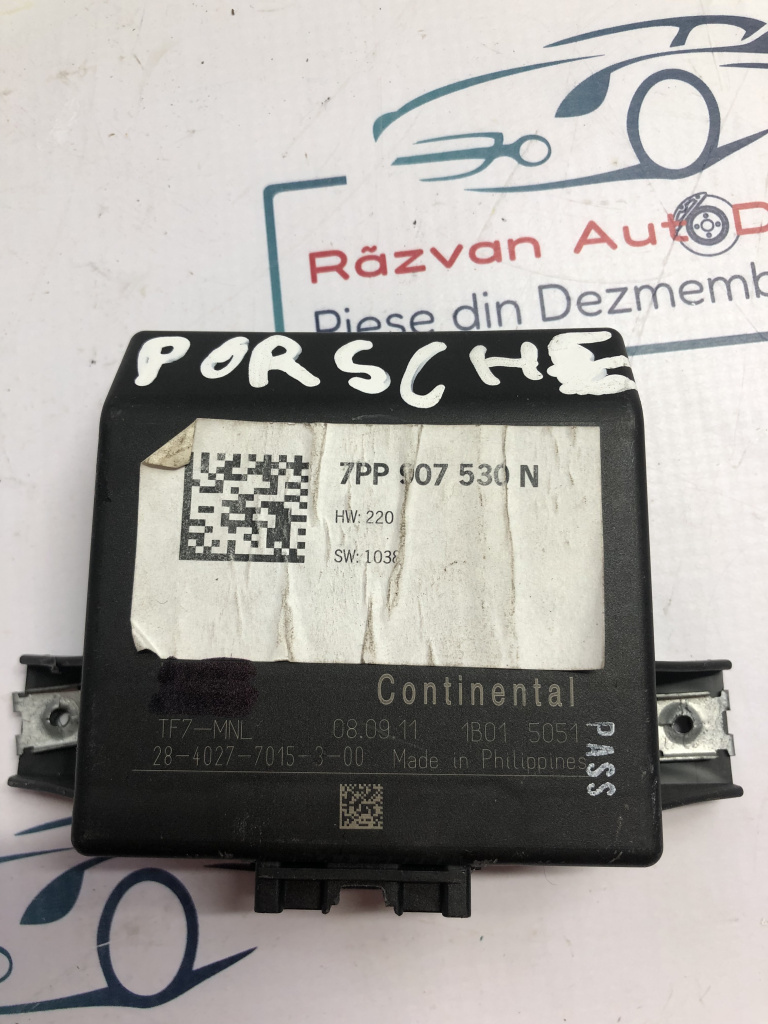 Răzvan Auto D
Piese din Dezmemb
PORSCHE
7PP 907 530 N
HW: 220
SW: 1038
Continental
TF7-MNL 08.09.11 1B01 5051
28-4027-7015-3-00 Made in Philippines
PASS